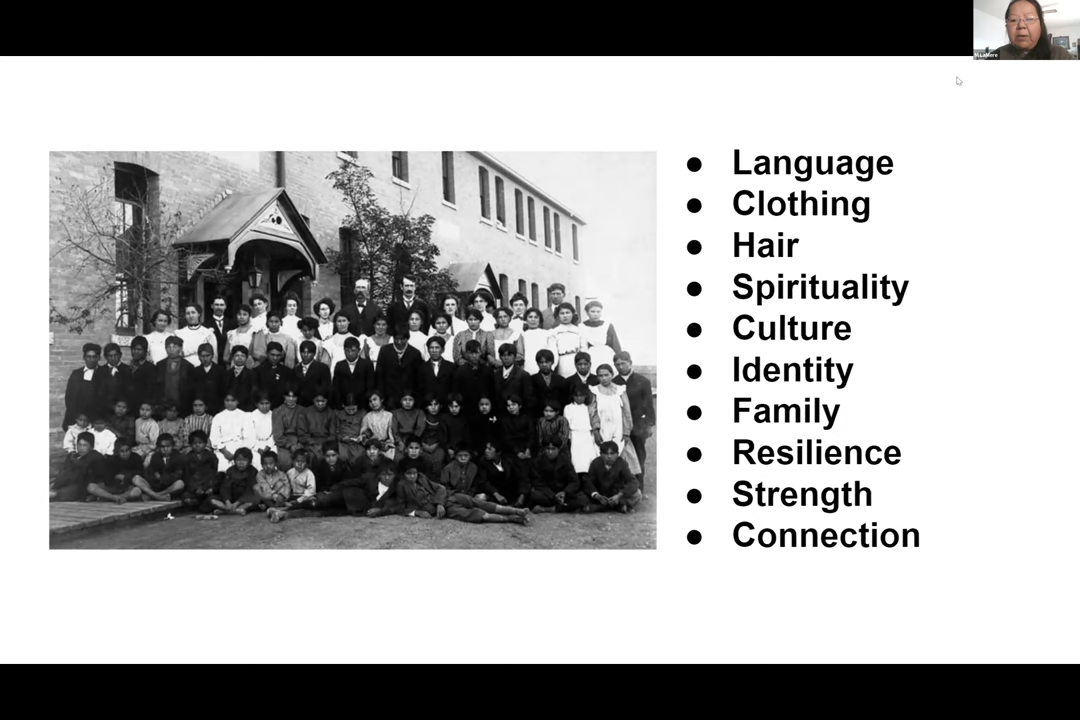 ● Language
● Clothing
● Hair
● Spirituality
● Culture
● Identity
● Family
● Resilience
● Strength
● Connection